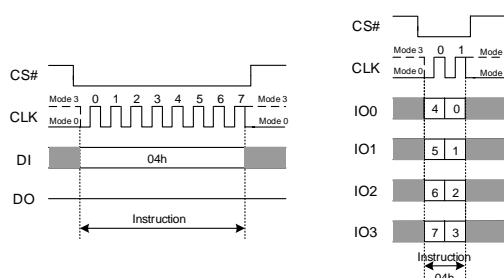 CS#
Mode 3 0 1 2 3 4 5 6 7 Mode 3
CLK
Mode 0 Mode 0
DI 04h
DO
Instruction
CS#
Mode 3 0 1 Mode
CLK
Mode 0 Mode
IO0 4 0
IO1 5 1
IO2 6 2
IO3 7 3
Instruction
04h